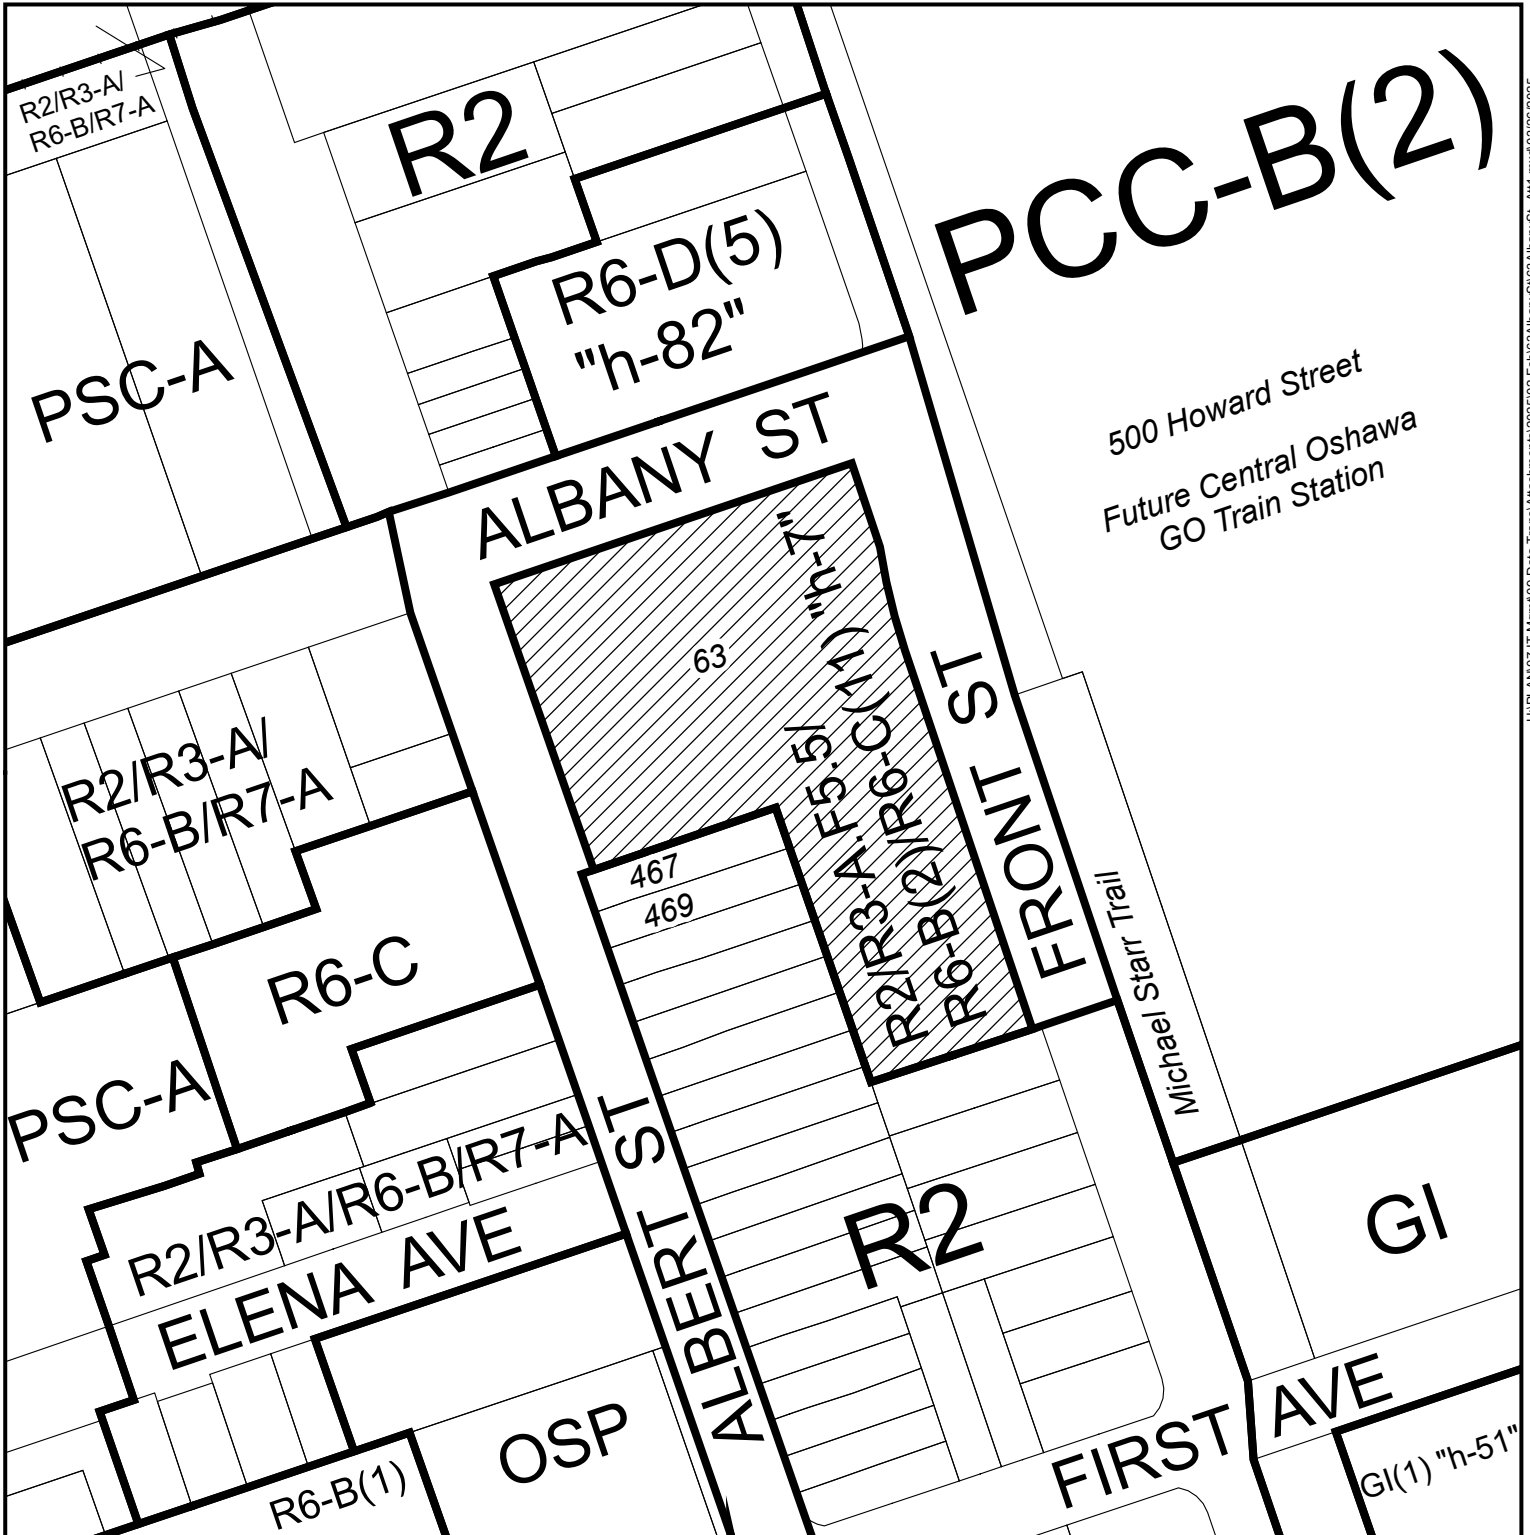 R2/R3-A/
R6-B/R7-A
R2
PCC-B(2)
R6-D(5)
"h-82"
PSC-A
500 Howard Street
Future Central Oshawa
GO Train Station
ALBANY ST
63
R2/R3-A.F5.5/
R6-B(2)/R6-C(11) "h-7"
FRONT ST
R2/R3-A/
R6-B/R7-A
467
469
R6-C
Michael Starr Trail
PSC-A
R2/R3-A/R6-B/R7-A
ELENA AVE
ALBERT ST
R2
GI
OSP
FIRST AVE
R6-B(1)
GI(1) "h-51"